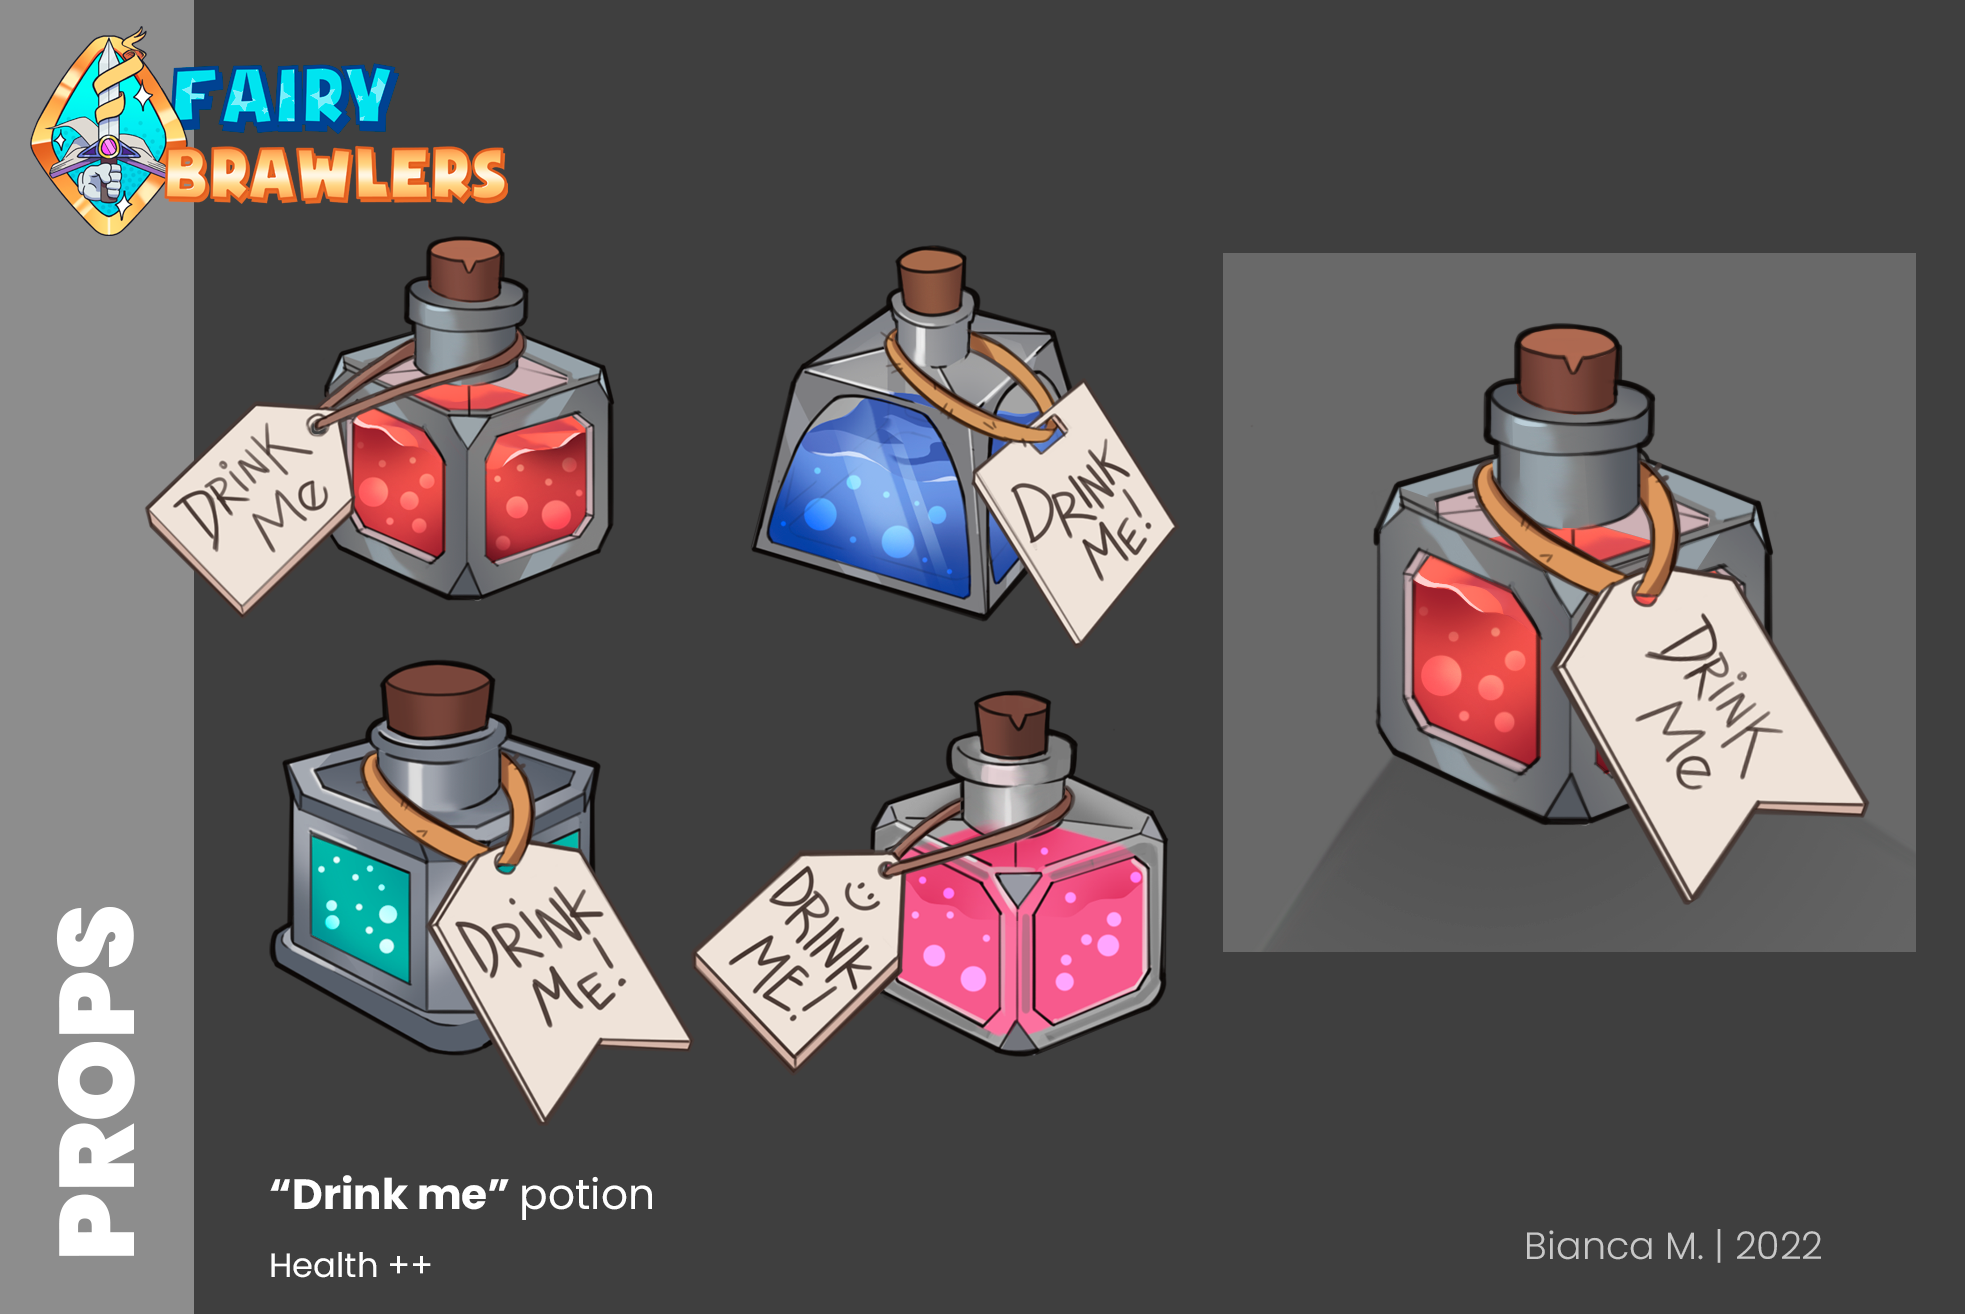 FAIRY
BRAWLERS
DRiNK
Me
DRINK
ME!
DRiNK
Me
DRiNK
ME!
DRINK
ME!
PROPS
“Drink me” potion
Health ++
Bianca M. | 2022